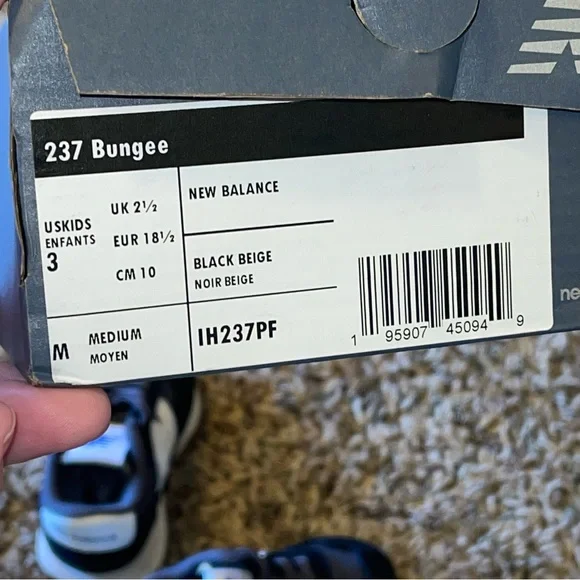 237 Bungee
USKIDS
ENFANTS
3
UK 2½
EUR 18½
CM 10
NEW BALANCE
BLACK BEIGE
NOIR BEIGE
M
MEDIUM
MOYEN
IH237PF
1 95907 45094 9
ne